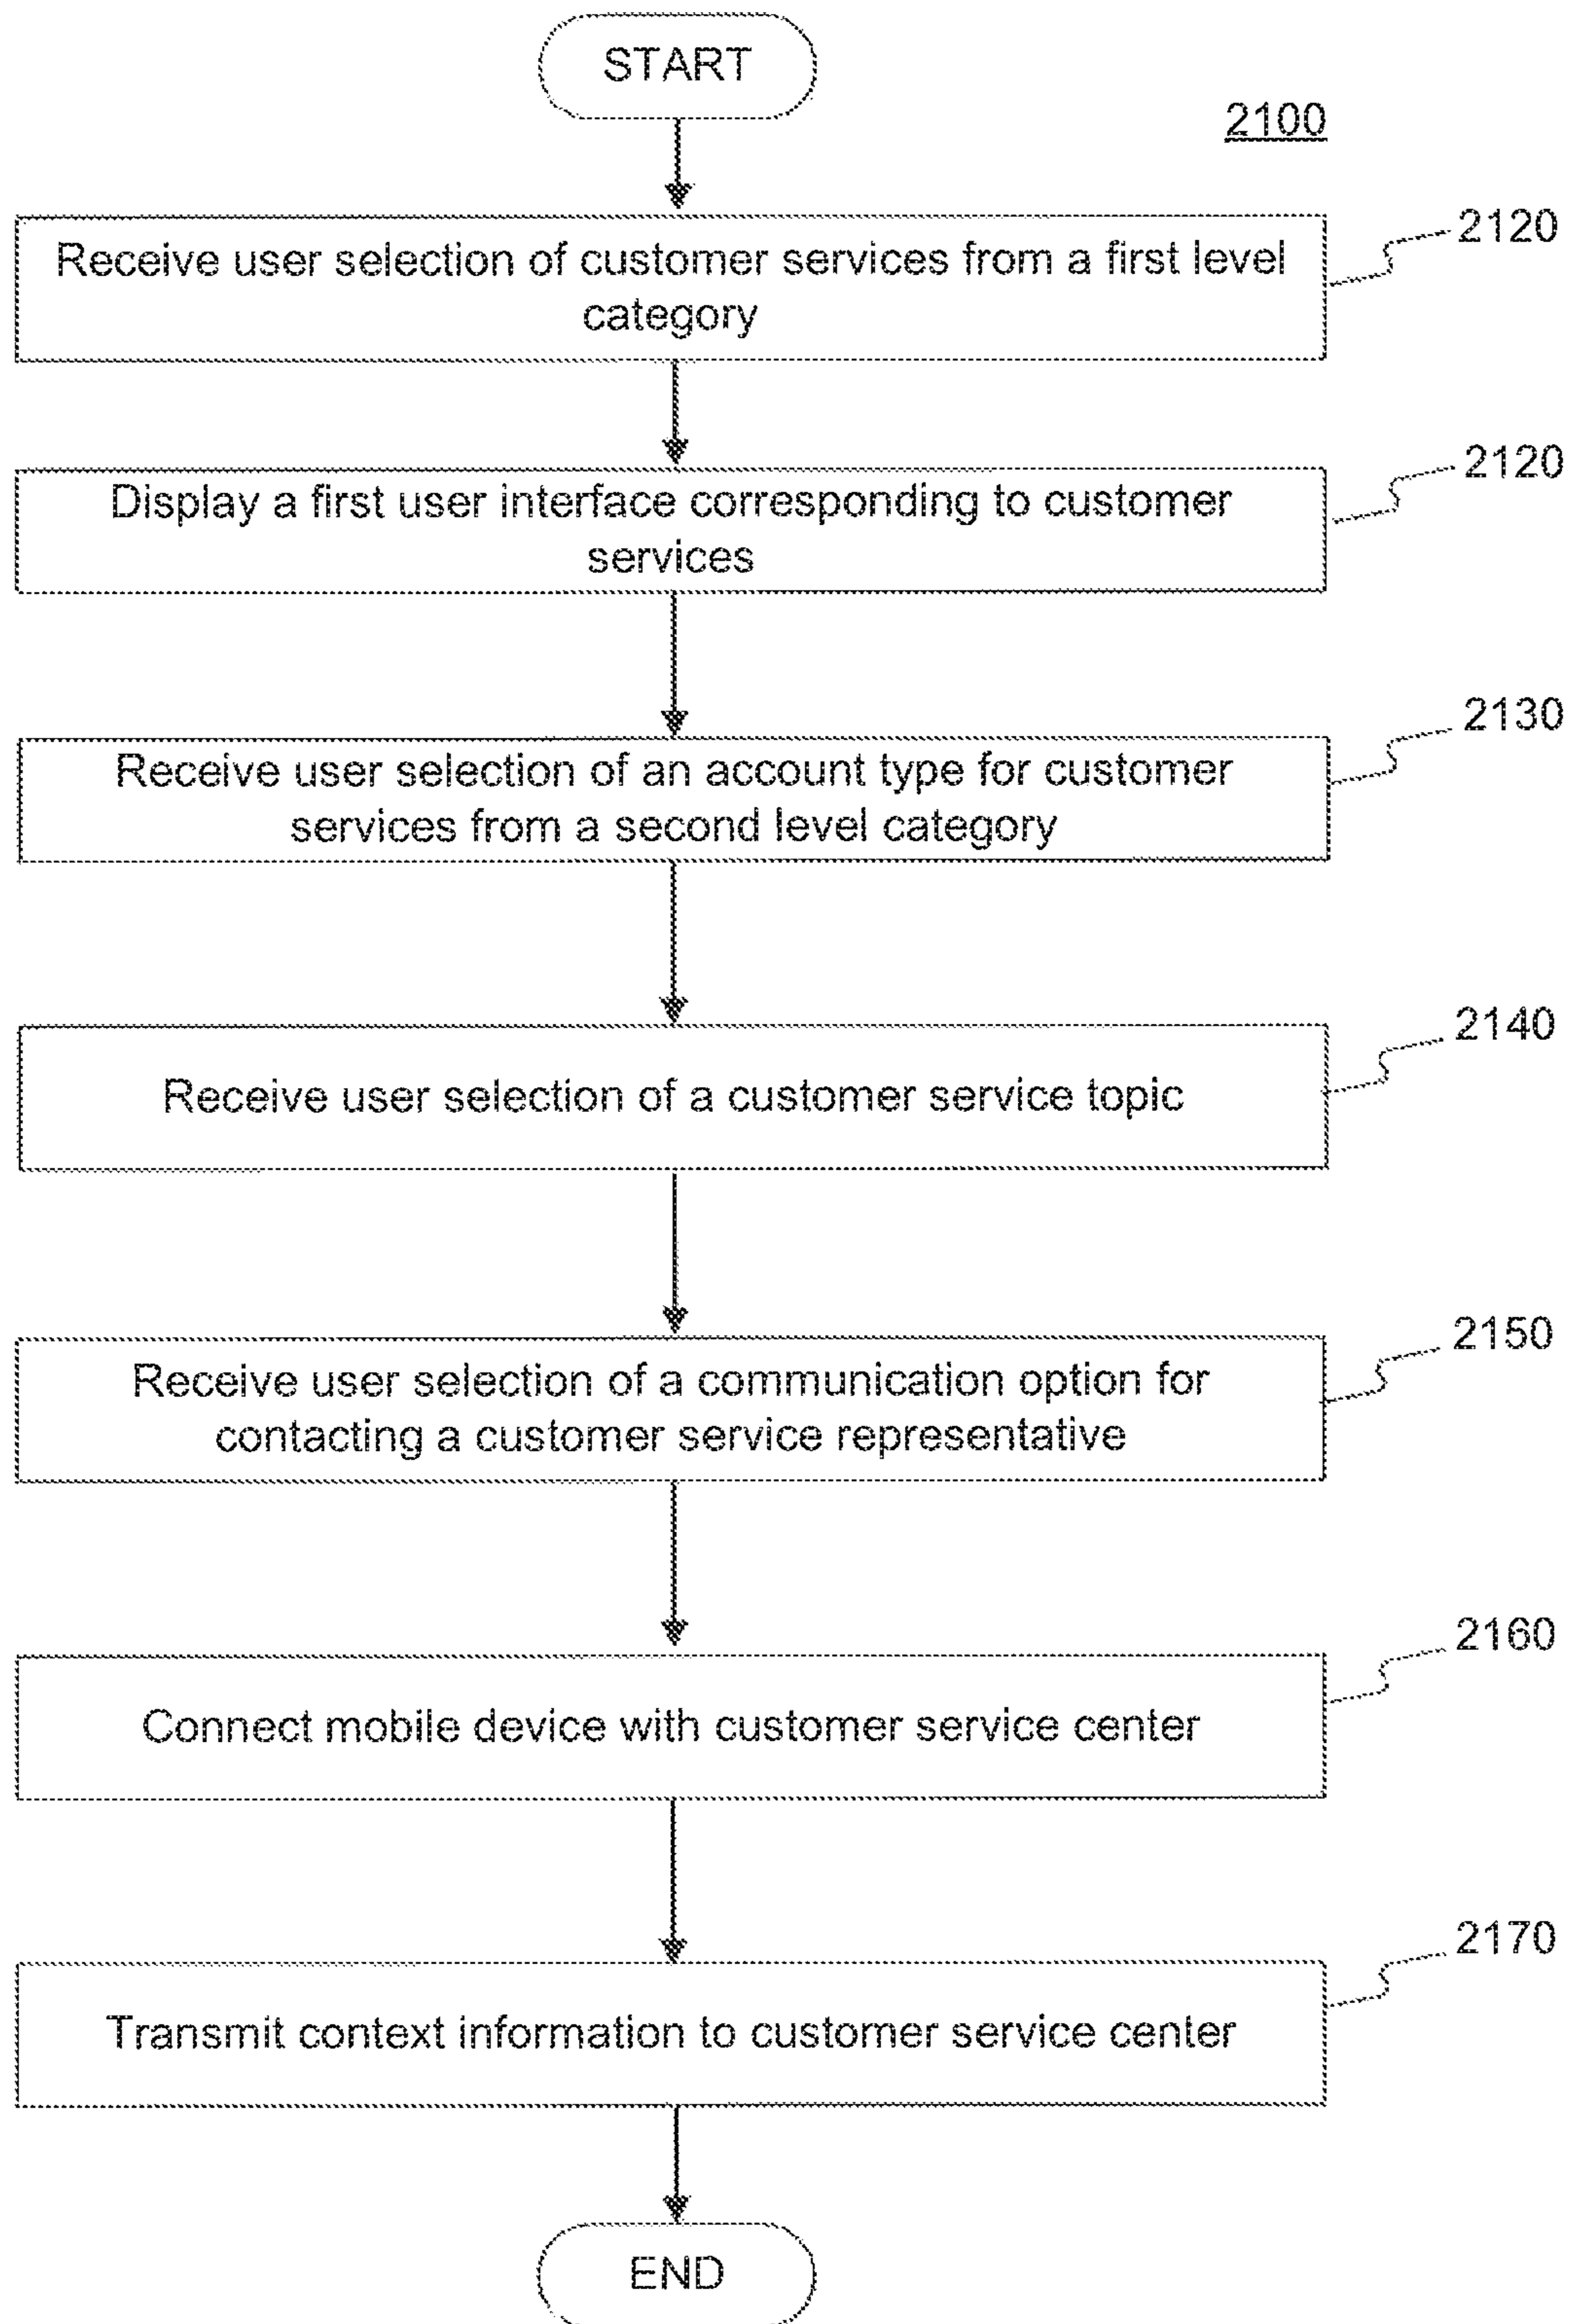 START
2100
2120
Receive user selection of customer services from a first level
category
2120
Display a first user interface corresponding to customer
services
2130
Receive user selection of an account type for customer
services from a second level category
2140
Receive user selection of a customer service topic
2150
Receive user selection of a communication option for
contacting a customer service representative
2160
Connect mobile device with customer service center
2170
Transmit context information to customer service center
END